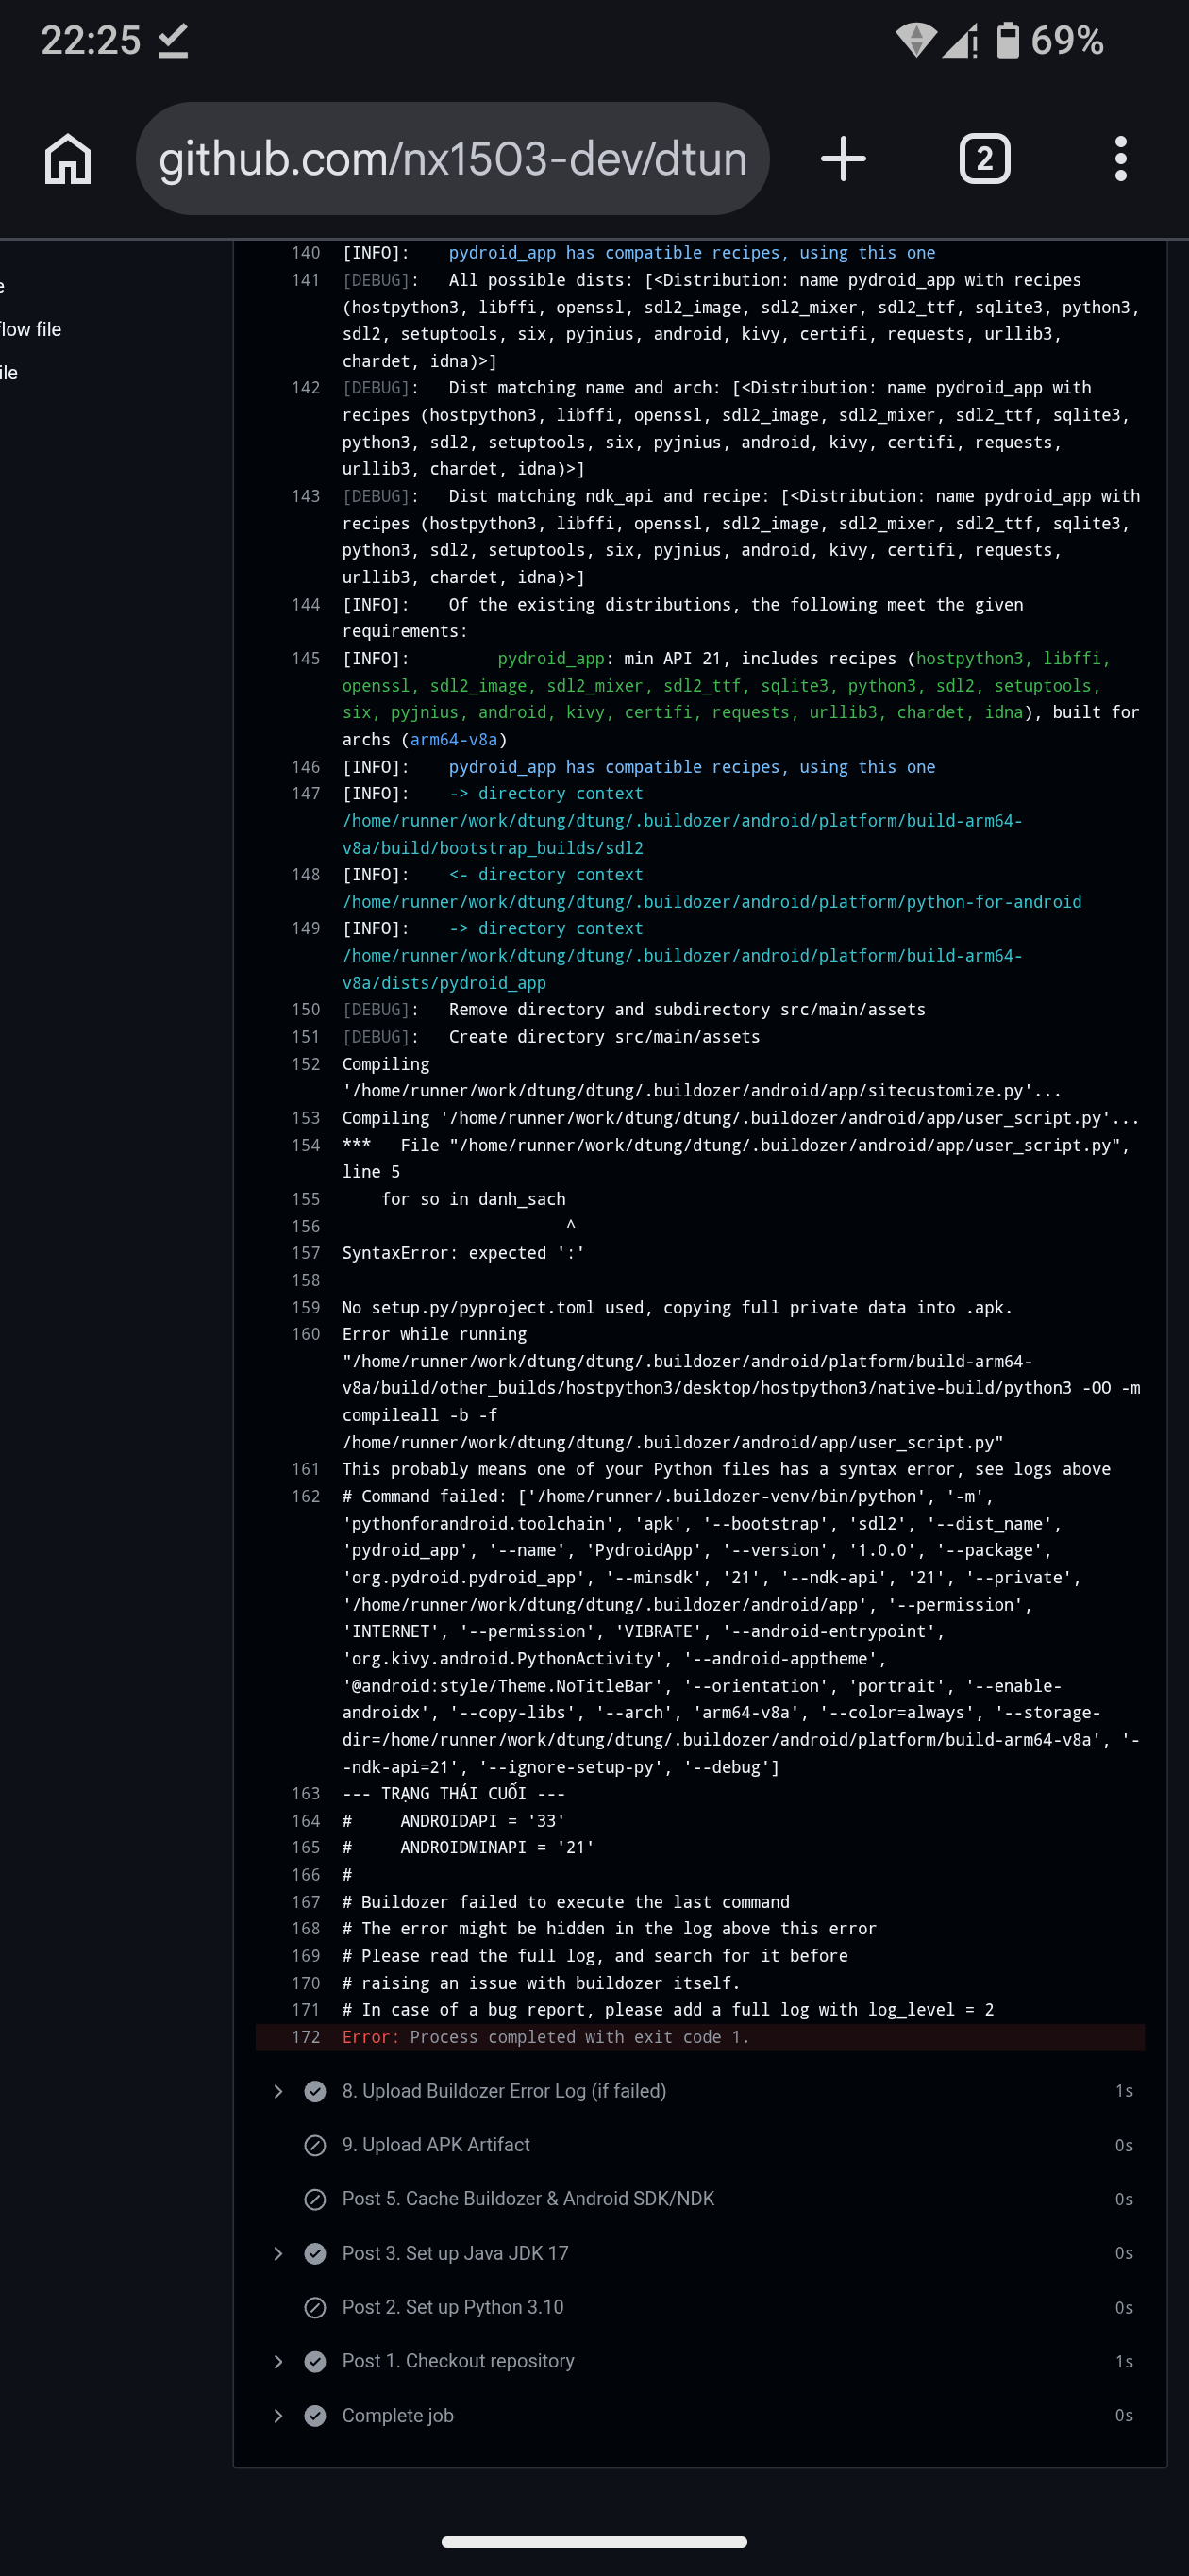 22:25
69%
github.com/nx1503-dev/dtun
2
140 [INFO]: pydroid_app has compatible recipes, using this one
e
141 [DEBUG]: All possible dists: [<Distribution: name pydroid_app with recipes
(hostpython3, libffi, openssl, sdl2_image, sdl2_mixer, sdl2_ttf, sqlite3, python3,
flow file
sdl2, setuptools, six, pyjnius, android, kivy, certifi, requests, urllib3,
chardet, idna)>]
ile
142 [DEBUG]: Dist matching name and arch: [<Distribution: name pydroid_app with
recipes (hostpython3, libffi, openssl, sdl2_image, sdl2_mixer, sdl2_ttf, sqlite3,
python3, sdl2, setuptools, six, pyjnius, android, kivy, certifi, requests,
urllib3, chardet, idna)>]
143 [DEBUG]: Dist matching ndk_api and recipe: [<Distribution: name pydroid_app with
recipes (hostpython3, libffi, openssl, sdl2_image, sdl2_mixer, sdl2_ttf, sqlite3,
python3, sdl2, setuptools, six, pyjnius, android, kivy, certifi, requests,
urllib3, chardet, idna)>]
144 [INFO]: Of the existing distributions, the following meet the given
requirements:
145 [INFO]: pydroid_app: min API 21, includes recipes (hostpython3, libffi,
openssl, sdl2_image, sdl2_mixer, sdl2_ttf, sqlite3, python3, sdl2, setuptools,
six, pyjnius, android, kivy, certifi, requests, urllib3, chardet, idna), built for
archs (arm64-v8a)
146 [INFO]: pydroid_app has compatible recipes, using this one
147 [INFO]: -> directory context
/home/runner/work/dtung/dtung/.buildozer/android/platform/build-arm64-
v8a/build/bootstrap_builds/sdl2
148 [INFO]: <- directory context
/home/runner/work/dtung/dtung/.buildozer/android/platform/python-for-android
149 [INFO]: -> directory context
/home/runner/work/dtung/dtung/.buildozer/android/platform/build-arm64-
v8a/dists/pydroid_app
150 [DEBUG]: Remove directory and subdirectory src/main/assets
151 [DEBUG]: Create directory src/main/assets
152 Compiling
'/home/runner/work/dtung/dtung/.buildozer/android/app/sitecustomize.py'...
153 Compiling '/home/runner/work/dtung/dtung/.buildozer/android/app/user_script.py'...
154 *** File "/home/runner/work/dtung/dtung/.buildozer/android/app/user_script.py",
line 5
155 for so in danh_sach
156 ^
157 SyntaxError: expected ':'
158
159 No setup.py/pyproject.toml used, copying full private data into .apk.
160 Error while running
"/home/runner/work/dtung/dtung/.buildozer/android/platform/build-arm64-
v8a/build/other_builds/hostpython3/desktop/hostpython3/native-build/python3 -OO -m
compileall -b -f
/home/runner/work/dtung/dtung/.buildozer/android/app/user_script.py"
161 This probably means one of your Python files has a syntax error, see logs above
162 # Command failed: ['/home/runner/.buildozer-venv/bin/python', '-m',
'pythonforandroid.toolchain', 'apk', '--bootstrap', 'sdl2', '--dist_name',
'pydroid_app', '--name', 'PydroidApp', '--version', '1.0.0', '--package',
'org.pydroid.pydroid_app', '--minsdk', '21', '--ndk-api', '21', '--private',
'/home/runner/work/dtung/dtung/.buildozer/android/app', '--permission',
'INTERNET', '--permission', 'VIBRATE', '--android-entrypoint',
'org.kivy.android.PythonActivity', '--android-apptheme',
'@android:style/Theme.NoTitleBar', '--orientation', 'portrait', '--enable-
androidx', '--copy-libs', '--arch', 'arm64-v8a', '--color=always', '--storage-
dir=/home/runner/work/dtung/dtung/.buildozer/android/platform/build-arm64-v8a', '-
-ndk-api=21', '--ignore-setup-py', '--debug']
163 --- TRẠNG THÁI CUỐI ---
164 # ANDROIDAPI = '33'
165 # ANDROIDMINAPI = '21'
166 #
167 # Buildozer failed to execute the last command
168 # The error might be hidden in the log above this error
169 # Please read the full log, and search for it before
170 # raising an issue with buildozer itself.
171 # In case of a bug report, please add a full log with log_level = 2
172 Error: Process completed with exit code 1.
8. Upload Buildozer Error Log (if failed) 1s
9. Upload APK Artifact 0s
Post 5. Cache Buildozer & Android SDK/NDK 0s
Post 3. Set up Java JDK 17 0s
Post 2. Set up Python 3.10 0s
Post 1. Checkout repository 1s
Complete job 0s